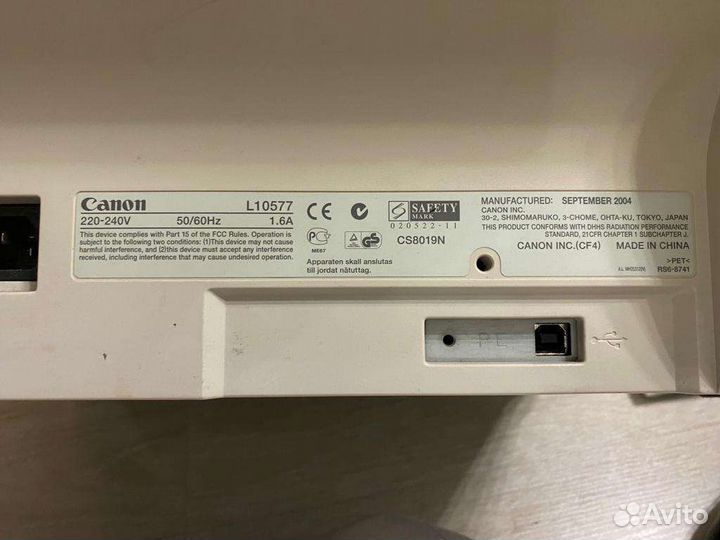 Canon L10577
220-240V 50/60Hz 1.6A
This device complies with Part 15 of the FCC Rules. Operation is
subject to the following two conditions: (1)This device may not cause
harmful interference, and (2)this device must accept any interference
received, including interference that may cause undesired operation.
CE N
ME67
Apparaten skall anslutas
till jordat nätuttag.
S SAFETY
MARK
020522-11
CS8019N
MANUFACTURED: SEPTEMBER 2004
CANON INC.
30-2, SHIMOMARUKO, 3-CHOME, OHTA-KU, TOKYO, JAPAN
THIS PRODUCT CONFORMS WITH DHHS RADIATION PERFORMANCE
STANDARD, 21CFR CHAPTER 1 SUBCHAPTER J.
CANON INC.(CF4) MADE IN CHINA
>PET<
RS6-8741
PE
Avito